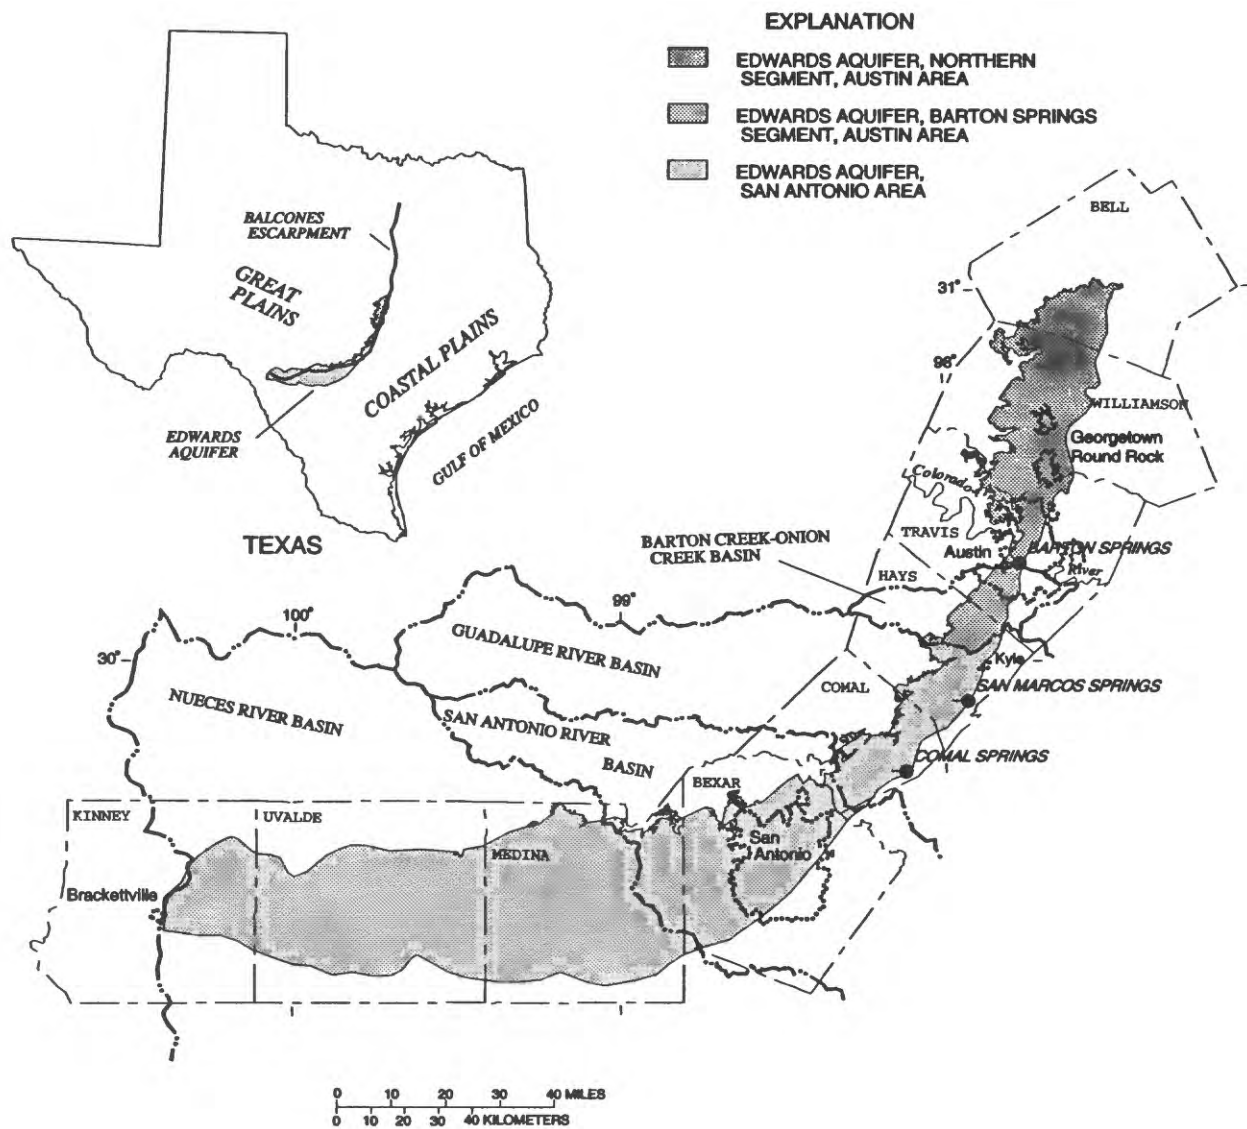 EXPLANATION
EDWARDS AQUIFER, NORTHERN
SEGMENT, AUSTIN AREA
EDWARDS AQUIFER, BARTON SPRINGS
SEGMENT, AUSTIN AREA
EDWARDS AQUIFER,
SAN ANTONIO AREA
BALCONES
ESCARPMENT
GREAT
PLAINS
COASTAL PLAINS
GULF OF MEXICO
EDWARDS
AQUIFER
TEXAS
BELL
31°
98°
WILLIAMSON
Georgetown
Round Rock
Colorado
TRAVIS
Austin
BARTON SPRINGS
River
BARTON CREEK-ONION
CREEK BASIN
HAYS
100°
99°
30°
GUADALUPE RIVER BASIN
Kyle
COMAL
SAN MARCOS SPRINGS
NUECES RIVER BASIN
SAN ANTONIO RIVER
BASIN
COMAL SPRINGS
BEXAR
KINNEY
UVALDE
MEDINA
San
Antonio
Brackettville
0 10 20 30 40 MILES
0 10 20 30 40 KILOMETERS